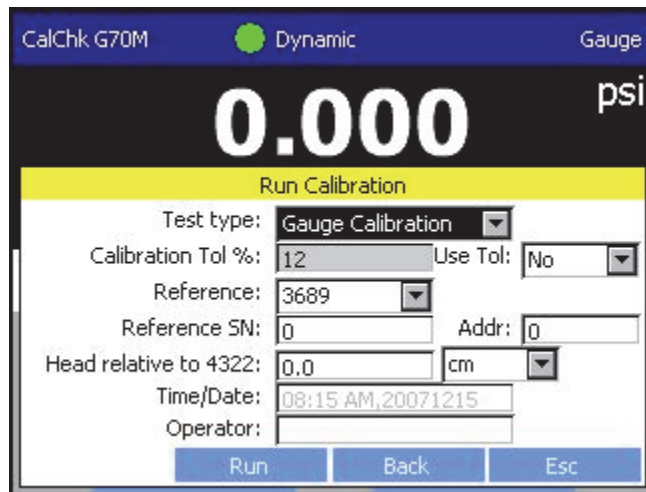 CalChk G70M Dynamic Gauge
0.000 psi
Run Calibration
Test type: Gauge Calibration
Calibration Tol %: 12 Use Tol: No
Reference: 3689
Reference SN: 0 Addr: 0
Head relative to 4322: 0.0 cm
Time/Date: 08:15 AM,20071215
Operator:
Run Back Esc